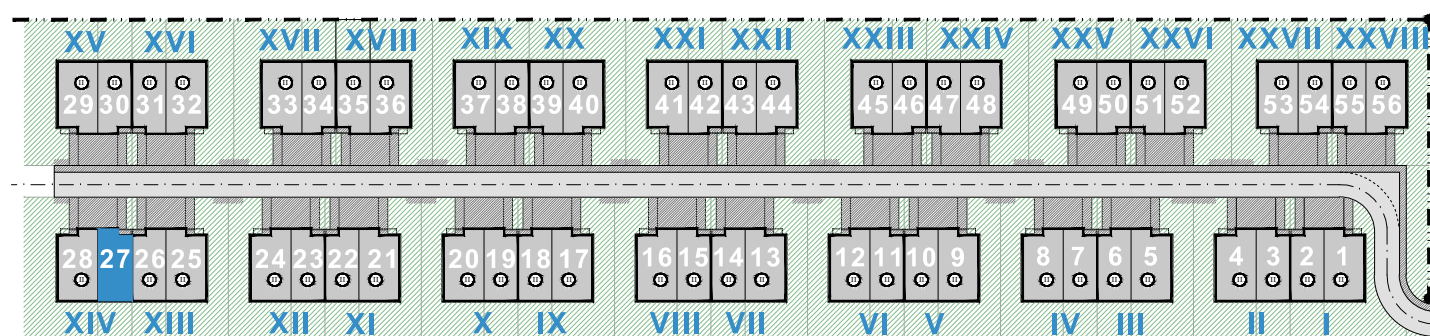 XV XVI XVII XVIII XIX XX XXI XXII XXIII XXIV XXV XXVI XXVII XXVIII
29 30 31 32 33 34 35 36 37 38 39 40 41 42 43 44 45 46 47 48 49 50 51 52 53 54 55 56
28 27 26 25 24 23 22 21 20 19 18 17 16 15 14 13 12 11 10 9 8 7 6 5 4 3 2 1
XIV XIII XII XI X IX VIII VII VI V IV III II I